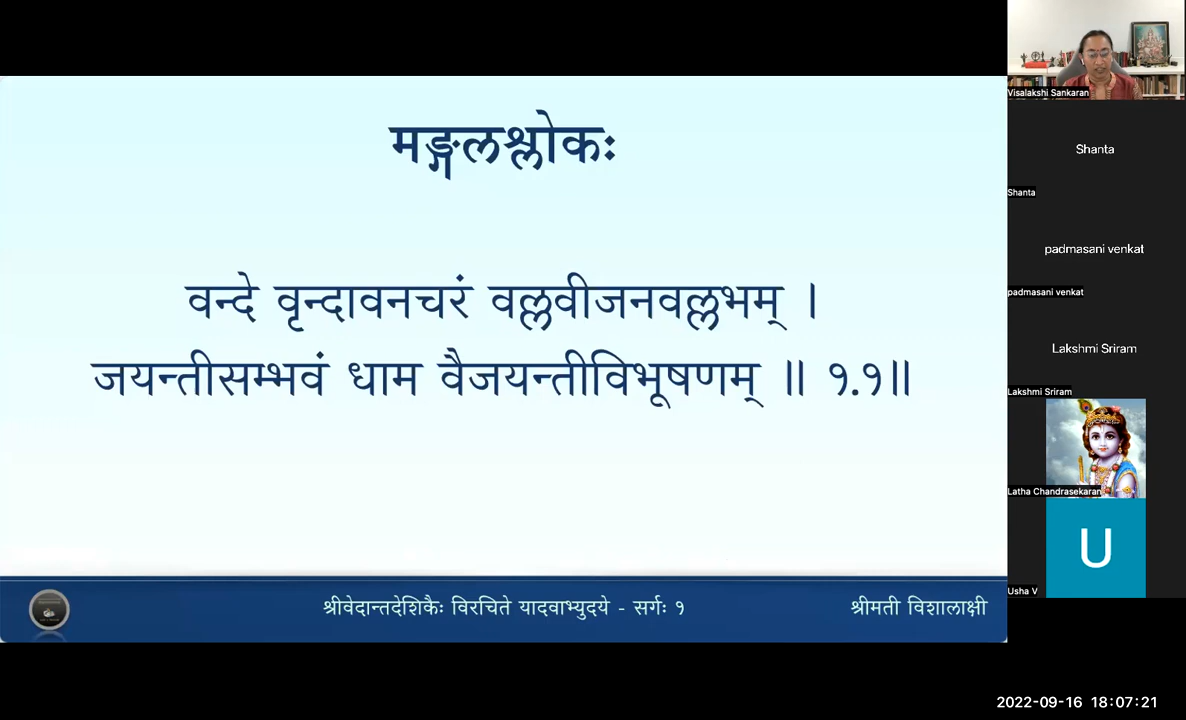 मङ्गलश्लोकः
वन्दे वृन्दावनचरं वल्लवीजनवल्लभम् ।
जयन्तीसम्भवं धाम वैजयन्तीविभूषणम् ॥ १.१॥
श्रीवेदान्तदेशिकैः विरचिते यादवाभ्युदये - सर्गः १
श्रीमती विशालाक्षी
Visalakshi Sankaran
Shanta
Shanta
padmasani venkat
padmasani venkat
Lakshmi Sriram
Lakshmi Sriram
Latha Chandrasekaran
U
Usha V
2022-09-16 18:07:21